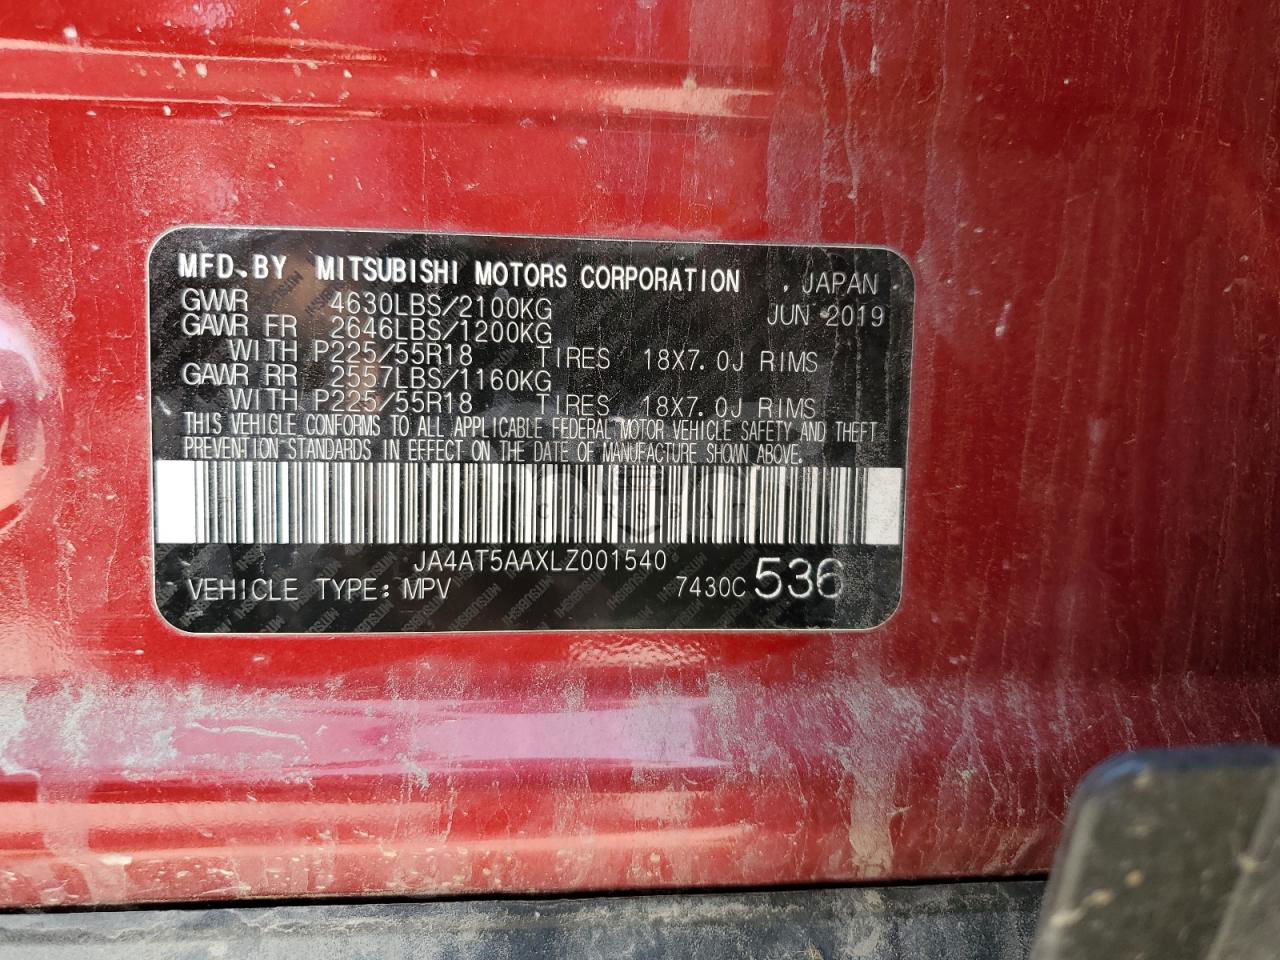 MFD.BY MITSUBISHI MOTORS CORPORATION . JAPAN
GVWR 4630LBS/2100KG JUN 2019
GAWR FR 2646LBS/1200KG
WITH P225/55R18 TIRES 18X7.0J RIMS
GAWR RR 2557LBS/1160KG
WITH P225/55R18 TIRES 18X7.0J RIMS
THIS VEHICLE CONFORMS TO ALL APPLICABLE FEDERAL MOTOR VEHICLE SAFETY AND THEFT
PREVENTION STANDARDS IN EFFECT ON THE DATE OF MANUFACTURE SHOWN ABOVE.
JA4AT5AAXLZ001540
VEHICLE TYPE: MPV 7430C 536